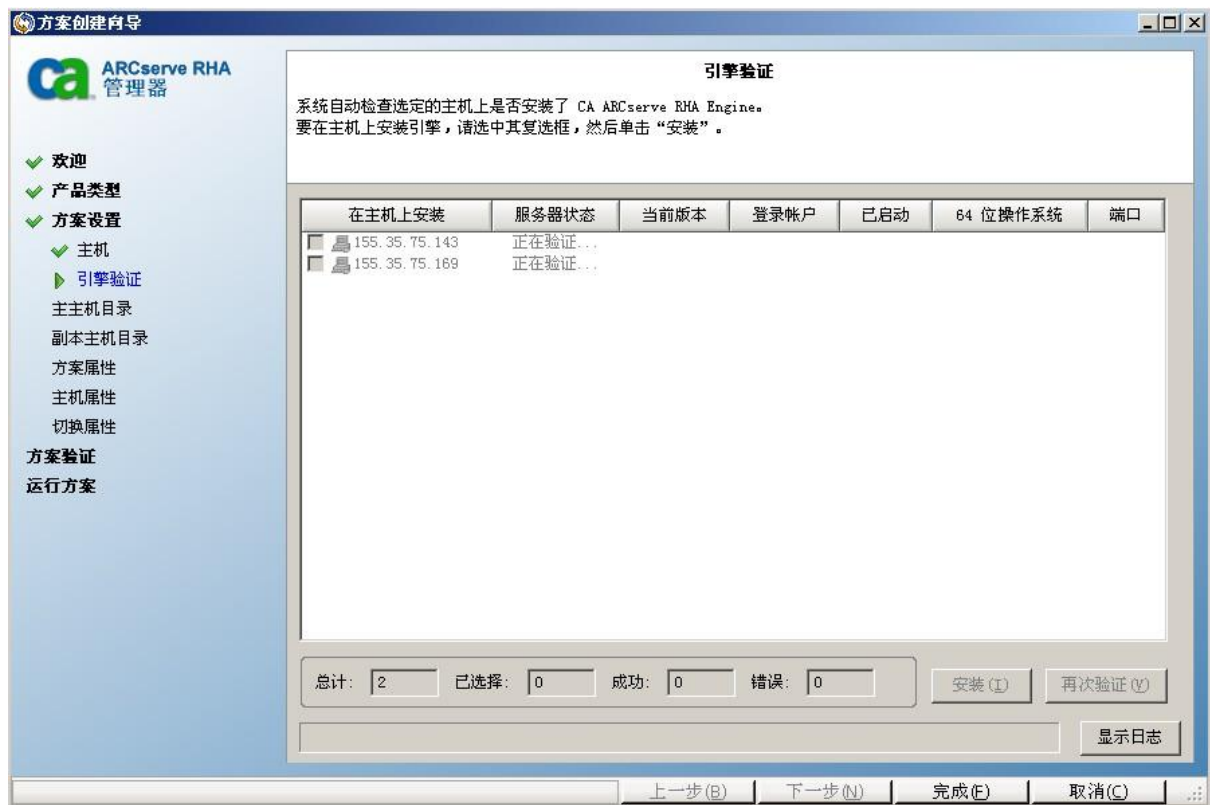 方案创建向导
ca ARCserve RHA
管理器
欢迎
产品类型
方案设置
主机
引擎验证
主主机目录
副本主机目录
方案属性
主机属性
切换属性
方案验证
运行方案
引擎验证
系统自动检查选定的主机上是否安装了 CA ARCserve RHA Engine。
要在主机上安装引擎，请选中其复选框，然后单击“安装”。
在主机上安装 服务器状态 当前版本 登录帐户 已启动 64 位操作系统 端口
155.35.75.143 正在验证...
155.35.75.169 正在验证...
总计: 2 已选择: 0 成功: 0 错误: 0 安装(I) 再次验证(V)
显示日志
上一步(B) 下一步(N) 完成(F) 取消(C)